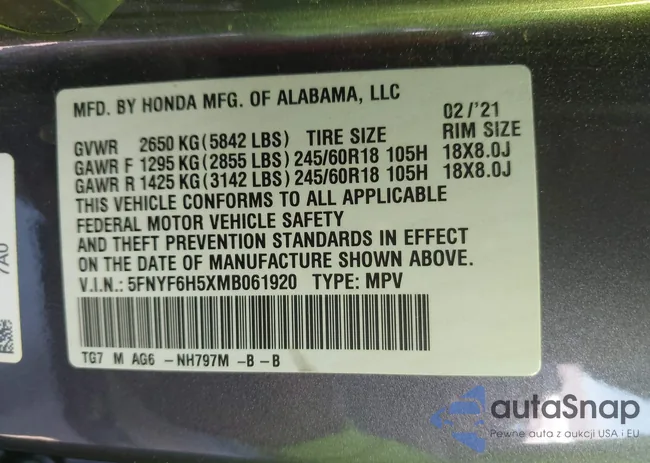 MFD. BY HONDA MFG. OF ALABAMA, LLC
02/'21
GVWR 2650 KG (5842 LBS) TIRE SIZE RIM SIZE
GAWR F 1295 KG (2855 LBS) 245/60R18 105H 18X8.0J
GAWR R 1425 KG (3142 LBS) 245/60R18 105H 18X8.0J
THIS VEHICLE CONFORMS TO ALL APPLICABLE
FEDERAL MOTOR VEHICLE SAFETY
AND THEFT PREVENTION STANDARDS IN EFFECT
ON THE DATE OF MANUFACTURE SHOWN ABOVE.
V.I.N.: 5FNYF6H5XMB061920 TYPE: MPV
TG7 M AG6 -NH797M -B -B
7A0
autaSnap
Pewne auta z aukcji USA i EU